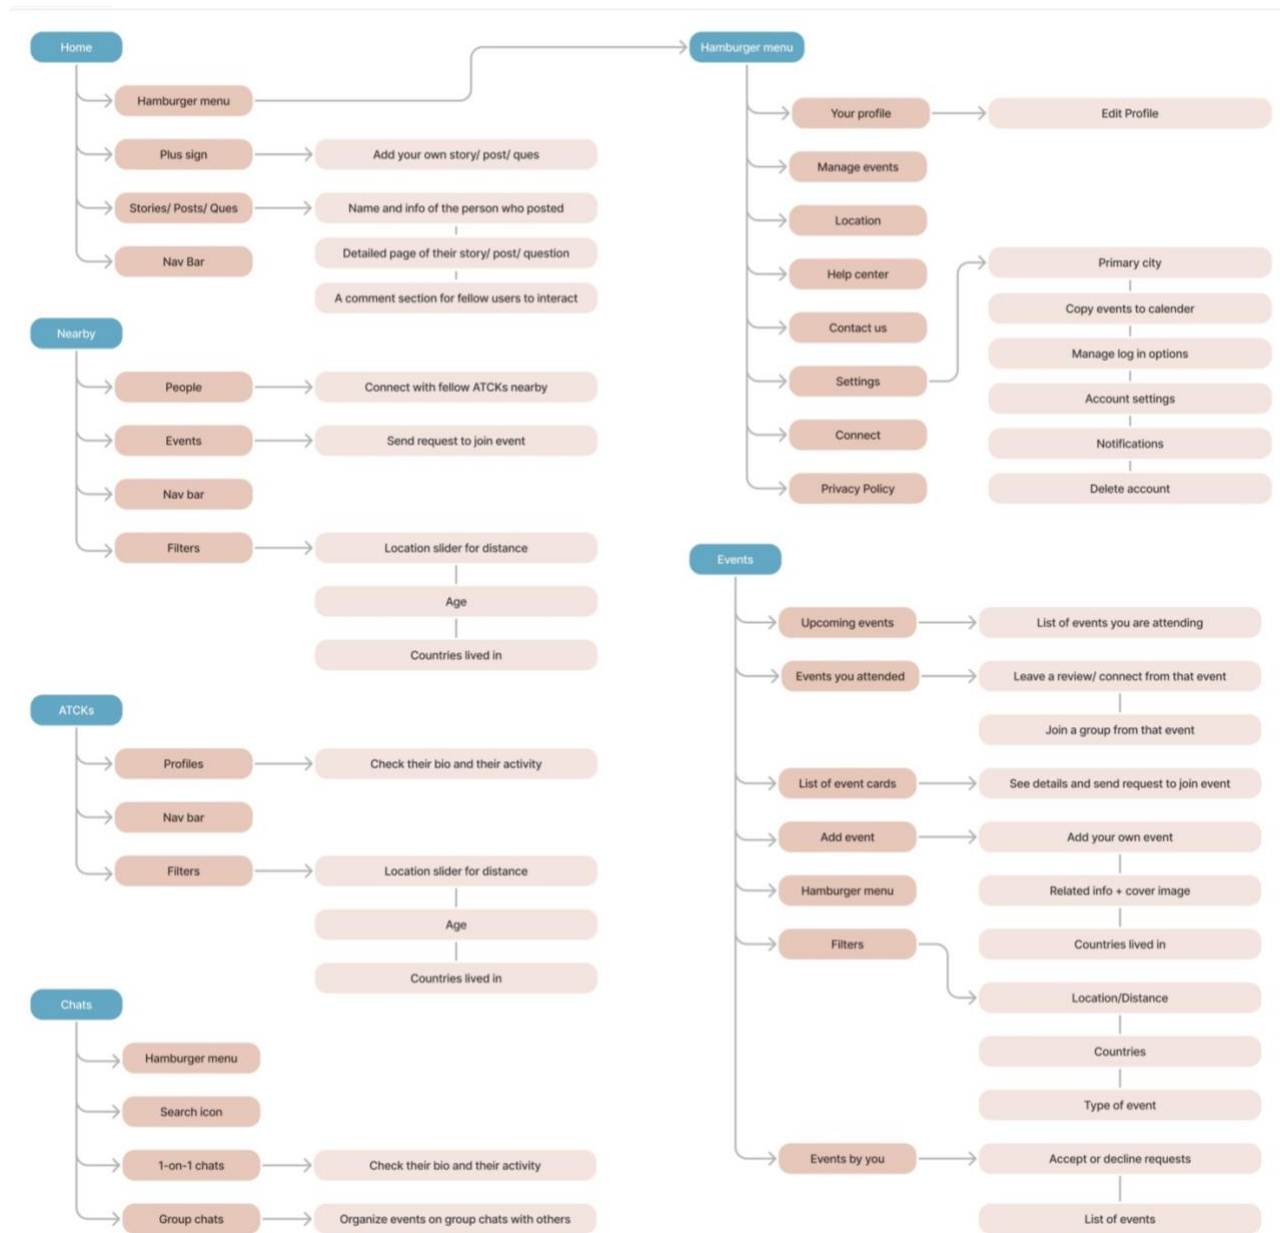 Home
Hamburger menu
Plus sign
Add your own story/ post/ ques
Stories/ Posts/ Ques
Name and info of the person who posted
Detailed page of their story/ post/ question
A comment section for fellow users to interact
Nav Bar
Nearby
People
Connect with fellow ATCKs nearby
Events
Send request to join event
Nav bar
Filters
Location slider for distance
Age
Countries lived in
ATCKs
Profiles
Check their bio and their activity
Nav bar
Filters
Location slider for distance
Age
Countries lived in
Chats
Hamburger menu
Search icon
1-on-1 chats
Check their bio and their activity
Group chats
Organize events on group chats with others
Hamburger menu
Your profile
Edit Profile
Manage events
Location
Help center
Contact us
Settings
Primary city
Copy events to calender
Manage log in options
Account settings
Notifications
Delete account
Connect
Privacy Policy
Events
Upcoming events
List of events you are attending
Events you attended
Leave a review/ connect from that event
Join a group from that event
List of event cards
See details and send request to join event
Add event
Add your own event
Related info + cover image
Countries lived in
Hamburger menu
Filters
Location/Distance
Countries
Type of event
Events by you
Accept or decline requests
List of events